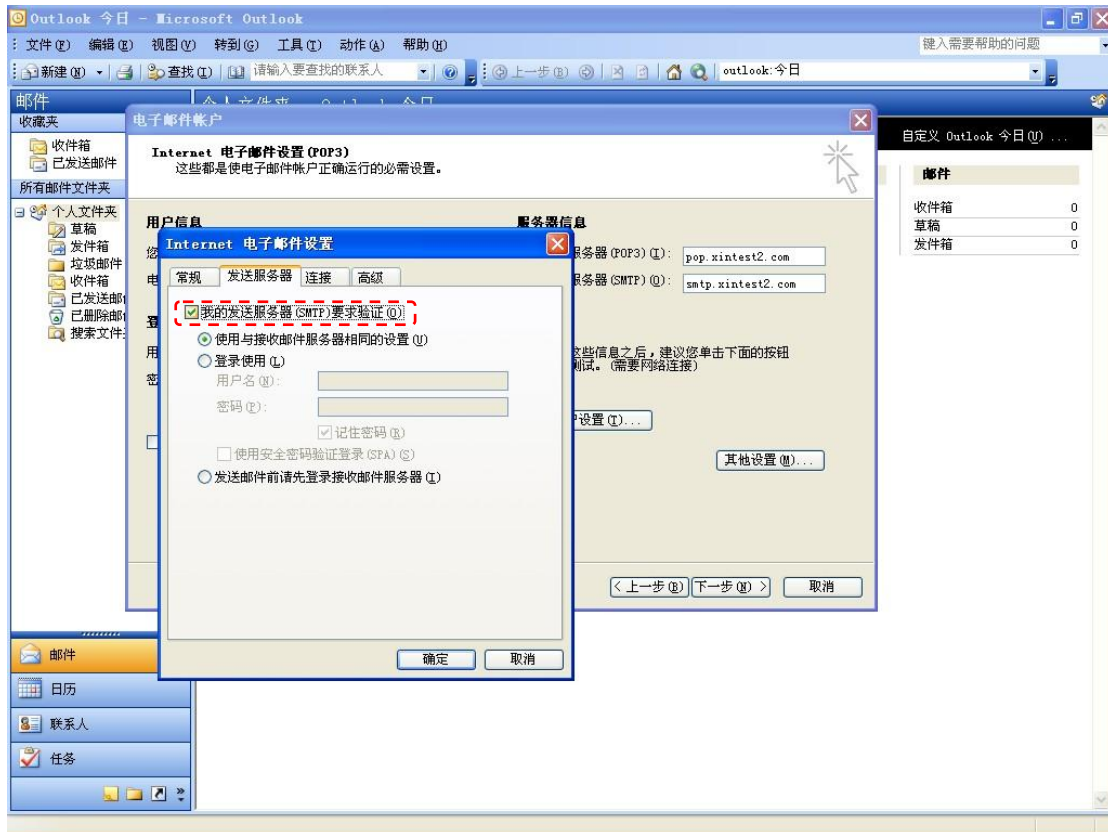 Outlook 今日 - Microsoft Outlook
文件(F) 编辑(E) 视图(V) 转到(G) 工具(T) 动作(A) 帮助(H)
键入需要帮助的问题
新建(N) 查找(I) 请输入要查找的联系人 上一步(B) outlook:今日
邮件
收藏夹
收件箱
已发送邮件
所有邮件文件夹
个人文件夹
草稿
发件箱
垃圾邮件
收件箱
已发送邮
已删除邮
搜索文件
邮件
日历
联系人
任务
自定义 Outlook 今日(U) ...
邮件
收件箱 0
草稿 0
发件箱 0
电子邮件帐户
Internet 电子邮件设置(POP3)
这些都是使电子邮件帐户正确运行的必需设置。
用户信息
服务器信息
服务器(POP3)(I): pop.xintest2.com
服务器(SMTP)(O): smtp.xintest2.com
这些信息之后，建议您单击下面的按钮
测试。(需要网络连接)
设置(T)...
其他设置(M)...
< 上一步(B) 下一步(N) > 取消
Internet 电子邮件设置
常规 发送服务器 连接 高级
我的发送服务器(SMTP)要求验证(O)
使用与接收邮件服务器相同的设置(U)
登录使用(L)
用户名(N):
密码(P):
记住密码(R)
使用安全密码验证登录(SPA)(S)
发送邮件前请先登录接收邮件服务器(I)
确定 取消